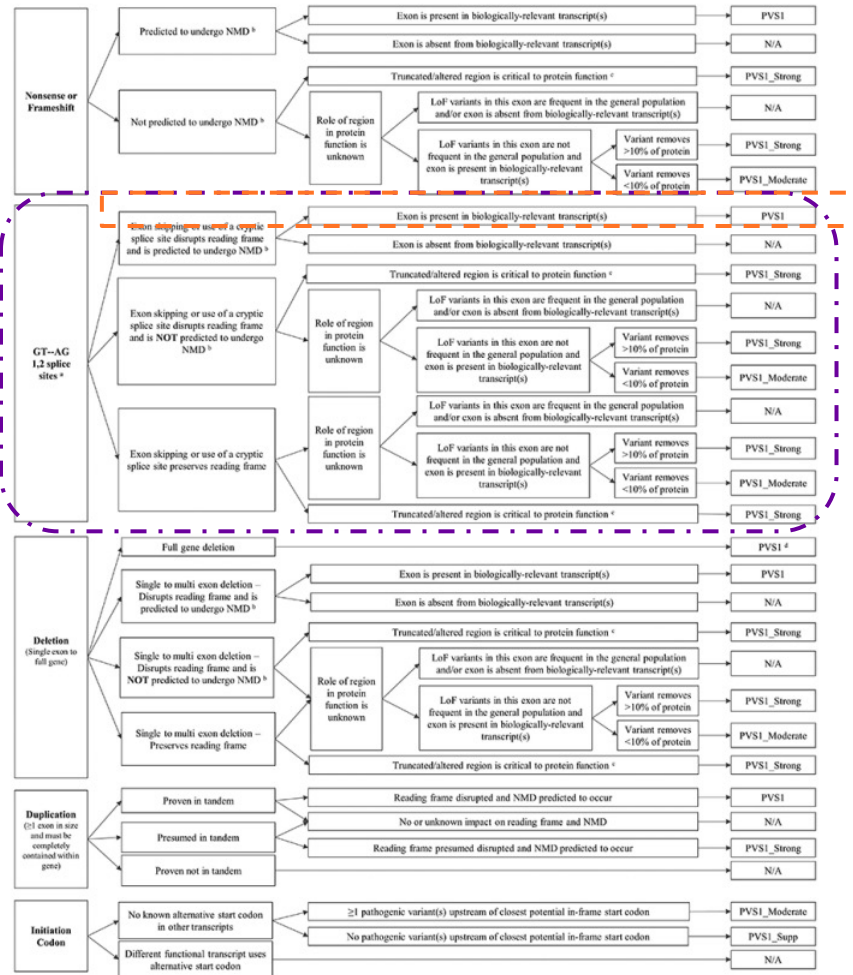 Nonsense or
Frameshift
Predicted to undergo NMD b
Exon is present in biologically-relevant transcript(s)
PVS1
Exon is absent from biologically-relevant transcript(s)
N/A
Not predicted to undergo NMD b
Truncated/altered region is critical to protein function c
PVS1_Strong
Role of region
in protein
function is
unknown
LoF variants in this exon are frequent in the general population
and/or exon is absent from biologically-relevant transcript(s)
N/A
LoF variants in this exon are not
frequent in the general population and
exon is present in biologically-relevant
transcript(s)
Variant removes
>10% of protein
PVS1_Strong
Variant removes
<10% of protein
PVS1_Moderate
GT--AG
1,2 splice
sites a
Exon skipping or use of a cryptic
splice site disrupts reading frame
and is predicted to undergo NMD b
Exon is present in biologically-relevant transcript(s)
PVS1
Exon is absent from biologically-relevant transcript(s)
N/A
Exon skipping or use of a cryptic
splice site disrupts reading frame
and is NOT predicted to undergo
NMD b
Truncated/altered region is critical to protein function c
PVS1_Strong
Role of region
in protein
function is
unknown
LoF variants in this exon are frequent in the general population
and/or exon is absent from biologically-relevant transcript(s)
N/A
LoF variants in this exon are not
frequent in the general population and
exon is present in biologically-relevant
transcript(s)
Variant removes
>10% of protein
PVS1_Strong
Variant removes
<10% of protein
PVS1_Moderate
Exon skipping or use of a cryptic
splice site preserves reading frame
Role of region
in protein
function is
unknown
LoF variants in this exon are frequent in the general population
and/or exon is absent from biologically-relevant transcript(s)
N/A
LoF variants in this exon are not
frequent in the general population and
exon is present in biologically-relevant
transcript(s)
Variant removes
>10% of protein
PVS1_Strong
Variant removes
<10% of protein
PVS1_Moderate
Truncated/altered region is critical to protein function c
PVS1_Strong
Deletion
(Single exon to
full gene)
Full gene deletion
PVS1 d
Single to multi exon deletion –
Disrupts reading frame and is
predicted to undergo NMD b
Exon is present in biologically-relevant transcript(s)
PVS1
Exon is absent from biologically-relevant transcript(s)
N/A
Single to multi exon deletion –
Disrupts reading frame and is
NOT predicted to undergo NMD b
Truncated/altered region is critical to protein function c
PVS1_Strong
Role of region
in protein
function is
unknown
LoF variants in this exon are frequent in the general population
and/or exon is absent from biologically-relevant transcript(s)
N/A
LoF variants in this exon are not
frequent in the general population and
exon is present in biologically-relevant
transcript(s)
Variant removes
>10% of protein
PVS1_Strong
Variant removes
<10% of protein
PVS1_Moderate
Single to multi exon deletion –
Preserves reading frame
Truncated/altered region is critical to protein function c
PVS1_Strong
Duplication
(≥1 exon in size
and must be
completely
contained within
gene)
Proven in tandem
Reading frame disrupted and NMD predicted to occur
PVS1
No or unknown impact on reading frame and NMD
N/A
Presumed in tandem
Reading frame presumed disrupted and NMD predicted to occur
PVS1_Strong
Proven not in tandem
N/A
Initiation
Codon
No known alternative start codon
in other transcripts
≥1 pathogenic variant(s) upstream of closest potential in-frame start codon
PVS1_Moderate
No pathogenic variant(s) upstream of closest potential in-frame start codon
PVS1_Supp
Different functional transcript uses
alternative start codon
N/A